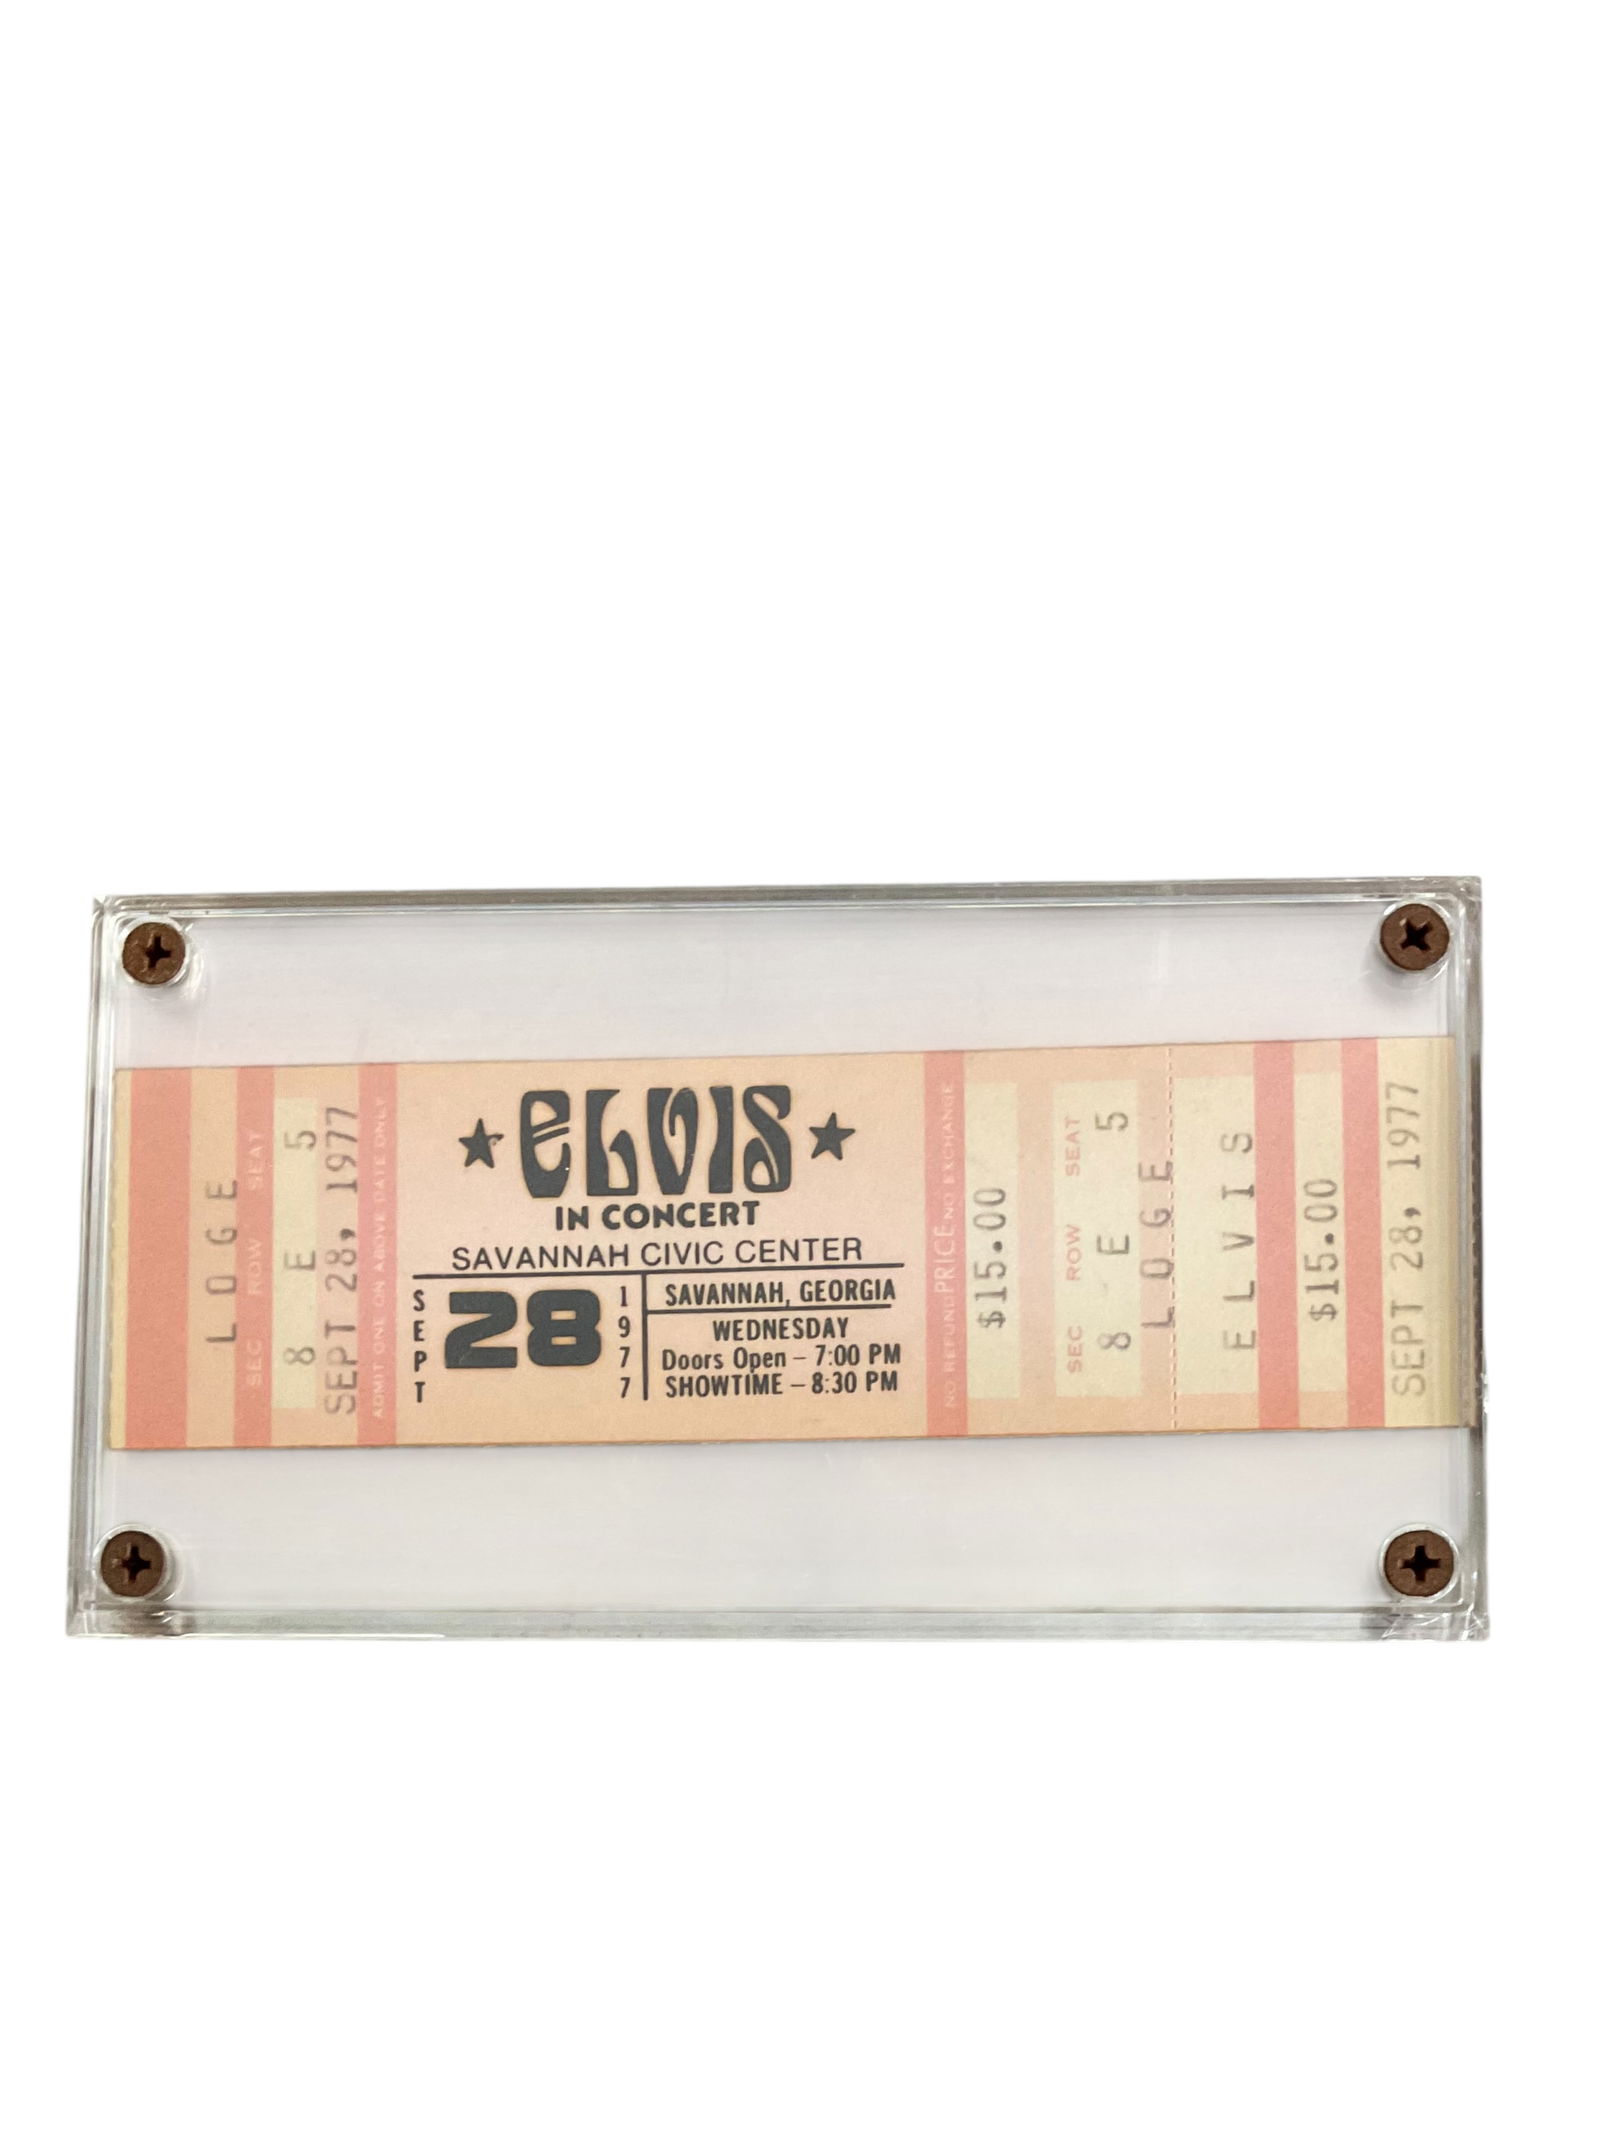 LOGE
SEC ROW SEAT
8 E 5
SEPT 28, 1977
ADMIT ONE ON ABOVE DATE ONLY
★ ELVIS ★
IN CONCERT
SAVANNAH CIVIC CENTER
SEPT
28
1977
SAVANNAH, GEORGIA
WEDNESDAY
Doors Open – 7:00 PM
SHOWTIME – 8:30 PM
NO REFUND PRICE NO EXCHANGE
$15.00
SEC ROW SEAT
8 E 5
LOGE
ELVIS
$15.00
SEPT 28, 1977